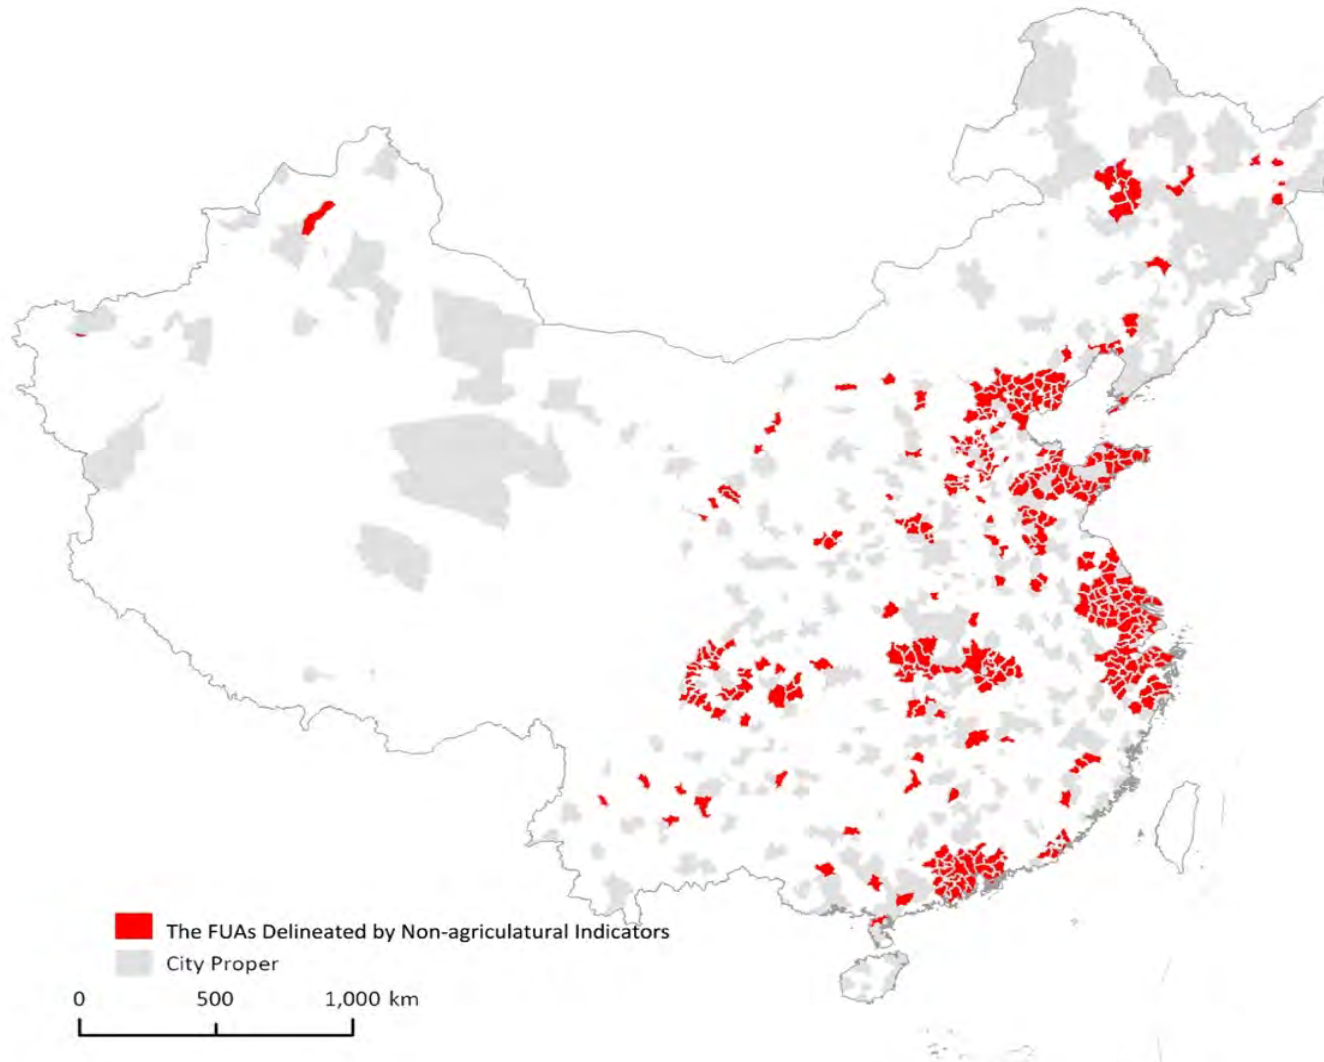 The FUAs Delineated by Non-agriculatural Indicators
City Proper
0 500 1,000 km